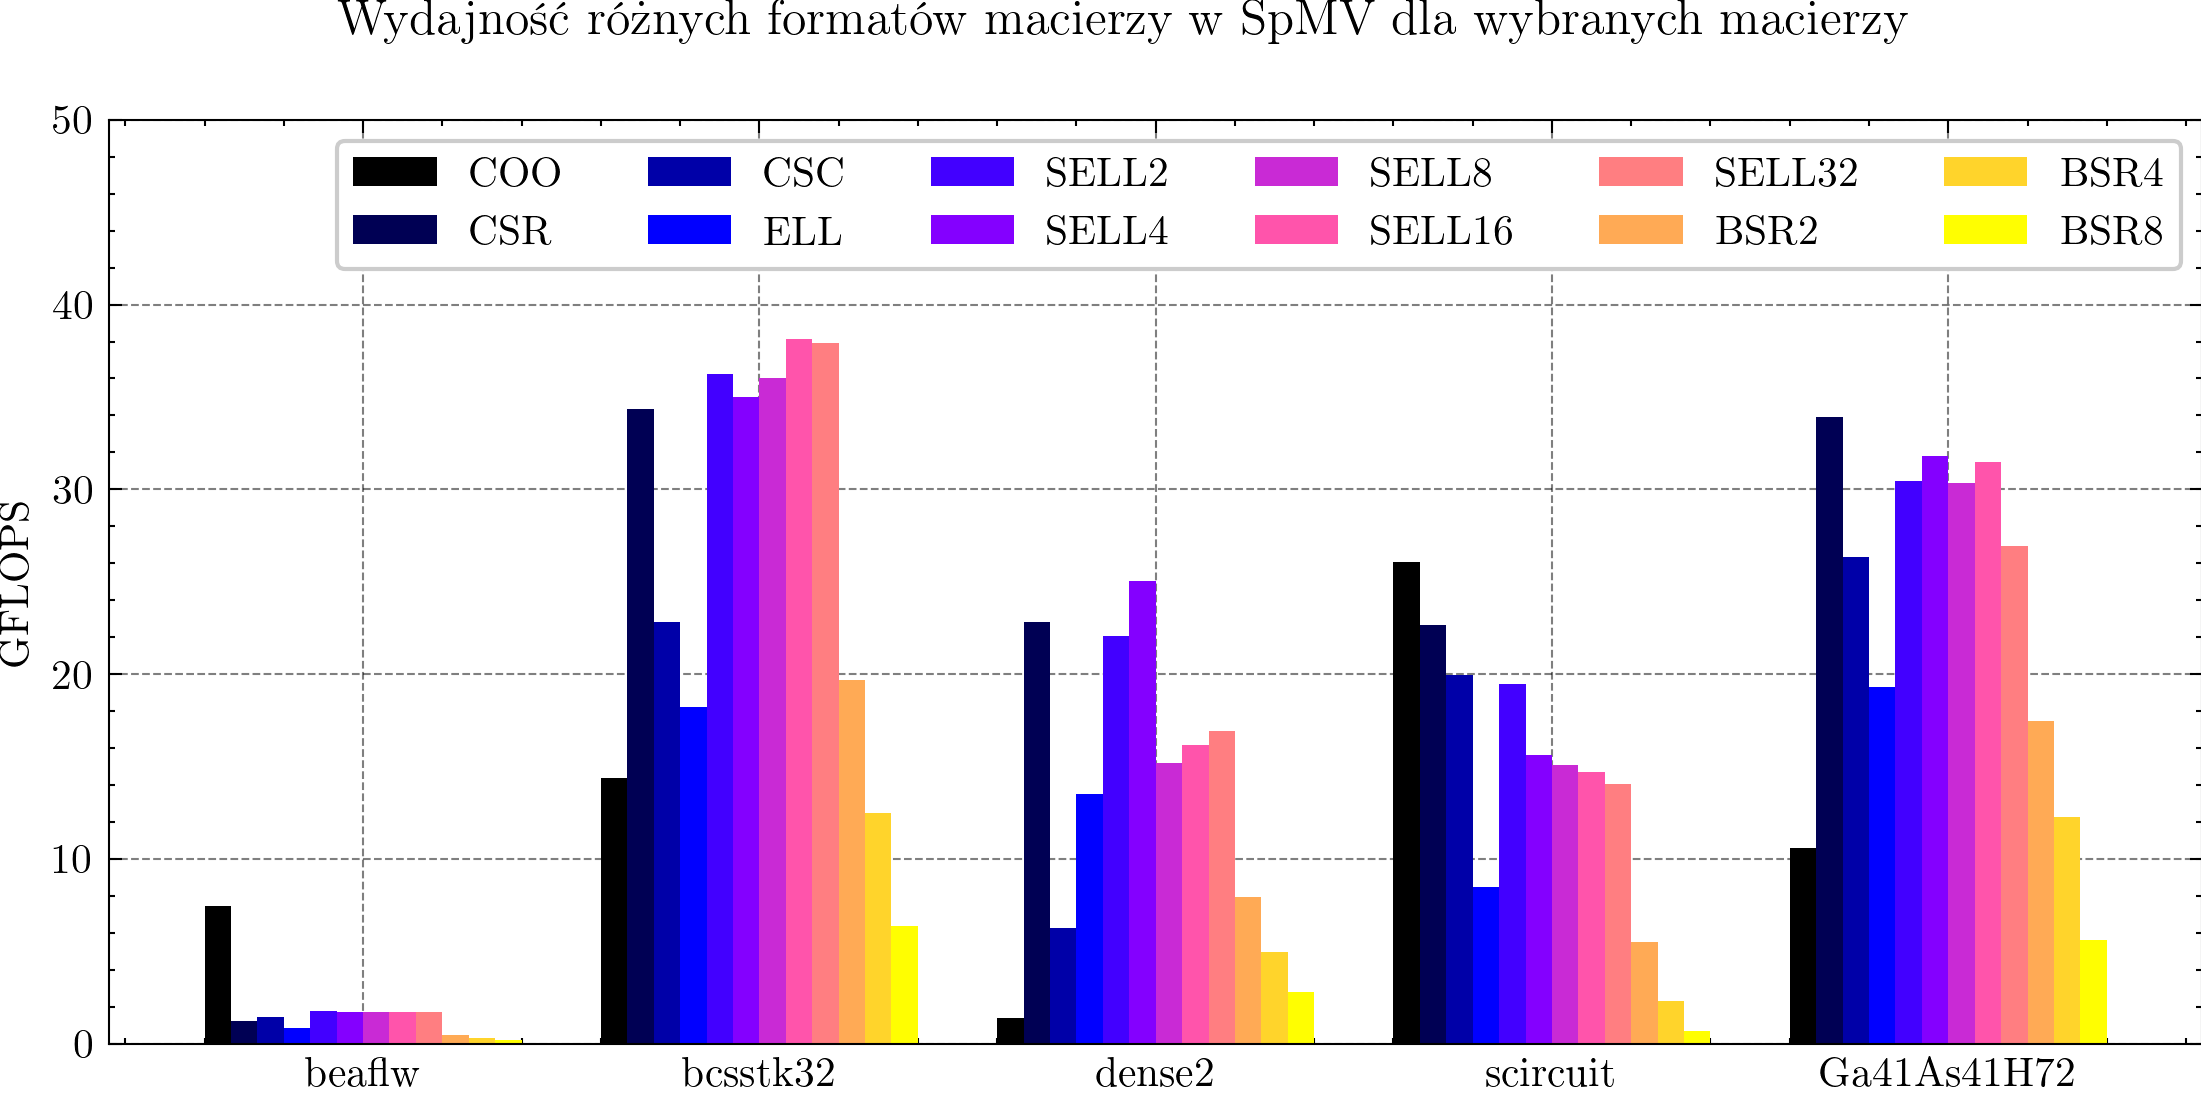 Wydajność różnych formatów macierzy w SpMV dla wybranych macierzy
50
40
30
20
10
0
GFLOPS
COO CSC SELL2 SELL8 SELL32 BSR4
CSR ELL SELL4 SELL16 BSR2 BSR8
beaflw bcsstk32 dense2 scircuit Ga41As41H72